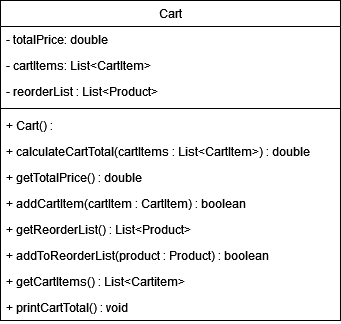 Cart
- totalPrice: double
- cartItems: List<CartItem>
- reorderList : List<Product>
+ Cart() :
+ calculateCartTotal(cartItems : List<CartItem>) : double
+ getTotalPrice() : double
+ addCartItem(cartItem : CartItem) : boolean
+ getReorderList() : List<Product>
+ addToReorderList(product : Product) : boolean
+ getCartItems() : List<Cartitem>
+ printCartTotal() : void